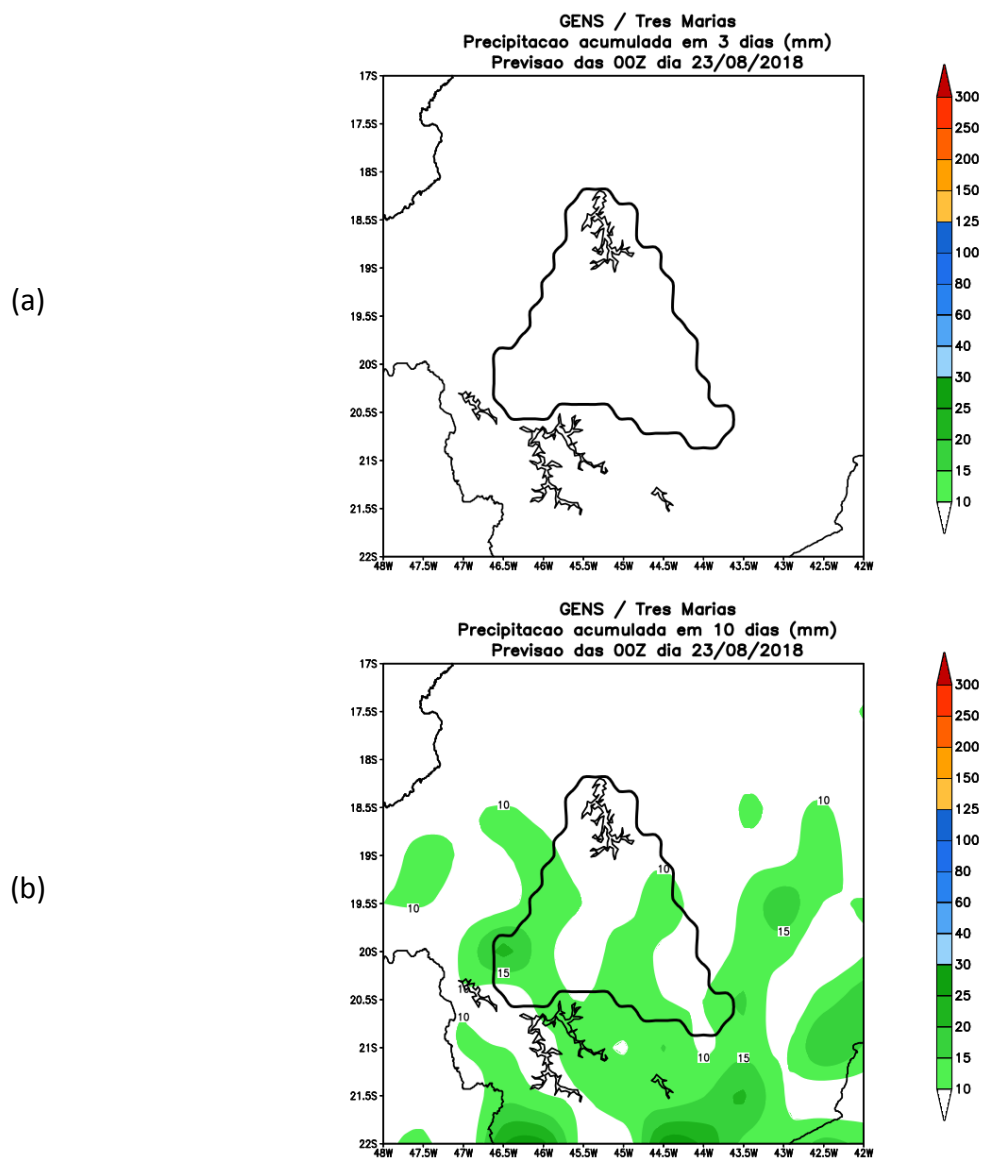 GENS / Tres Marias
Precipitacao acumulada em 3 dias (mm)
Previsao das 00Z dia 23/08/2018
(a)
17S
17.5S
18S
18.5S
19S
19.5S
20S
20.5S
21S
21.5S
22S
48W 47.5W 47W 46.5W 46W 45.5W 45W 44.5W 44W 43.5W 43W 42.5W 42W
300
250
200
150
125
100
80
60
40
30
25
20
15
10
GENS / Tres Marias
Precipitacao acumulada em 10 dias (mm)
Previsao das 00Z dia 23/08/2018
(b)
17S
17.5S
18S
18.5S
19S
19.5S
20S
20.5S
21S
21.5S
22S
10
10
10
10
15
15
10
10
10
15
48W 47.5W 47W 46.5W 46W 45.5W 45W 44.5W 44W 43.5W 43W 42.5W 42W
300
250
200
150
125
100
80
60
40
30
25
20
15
10